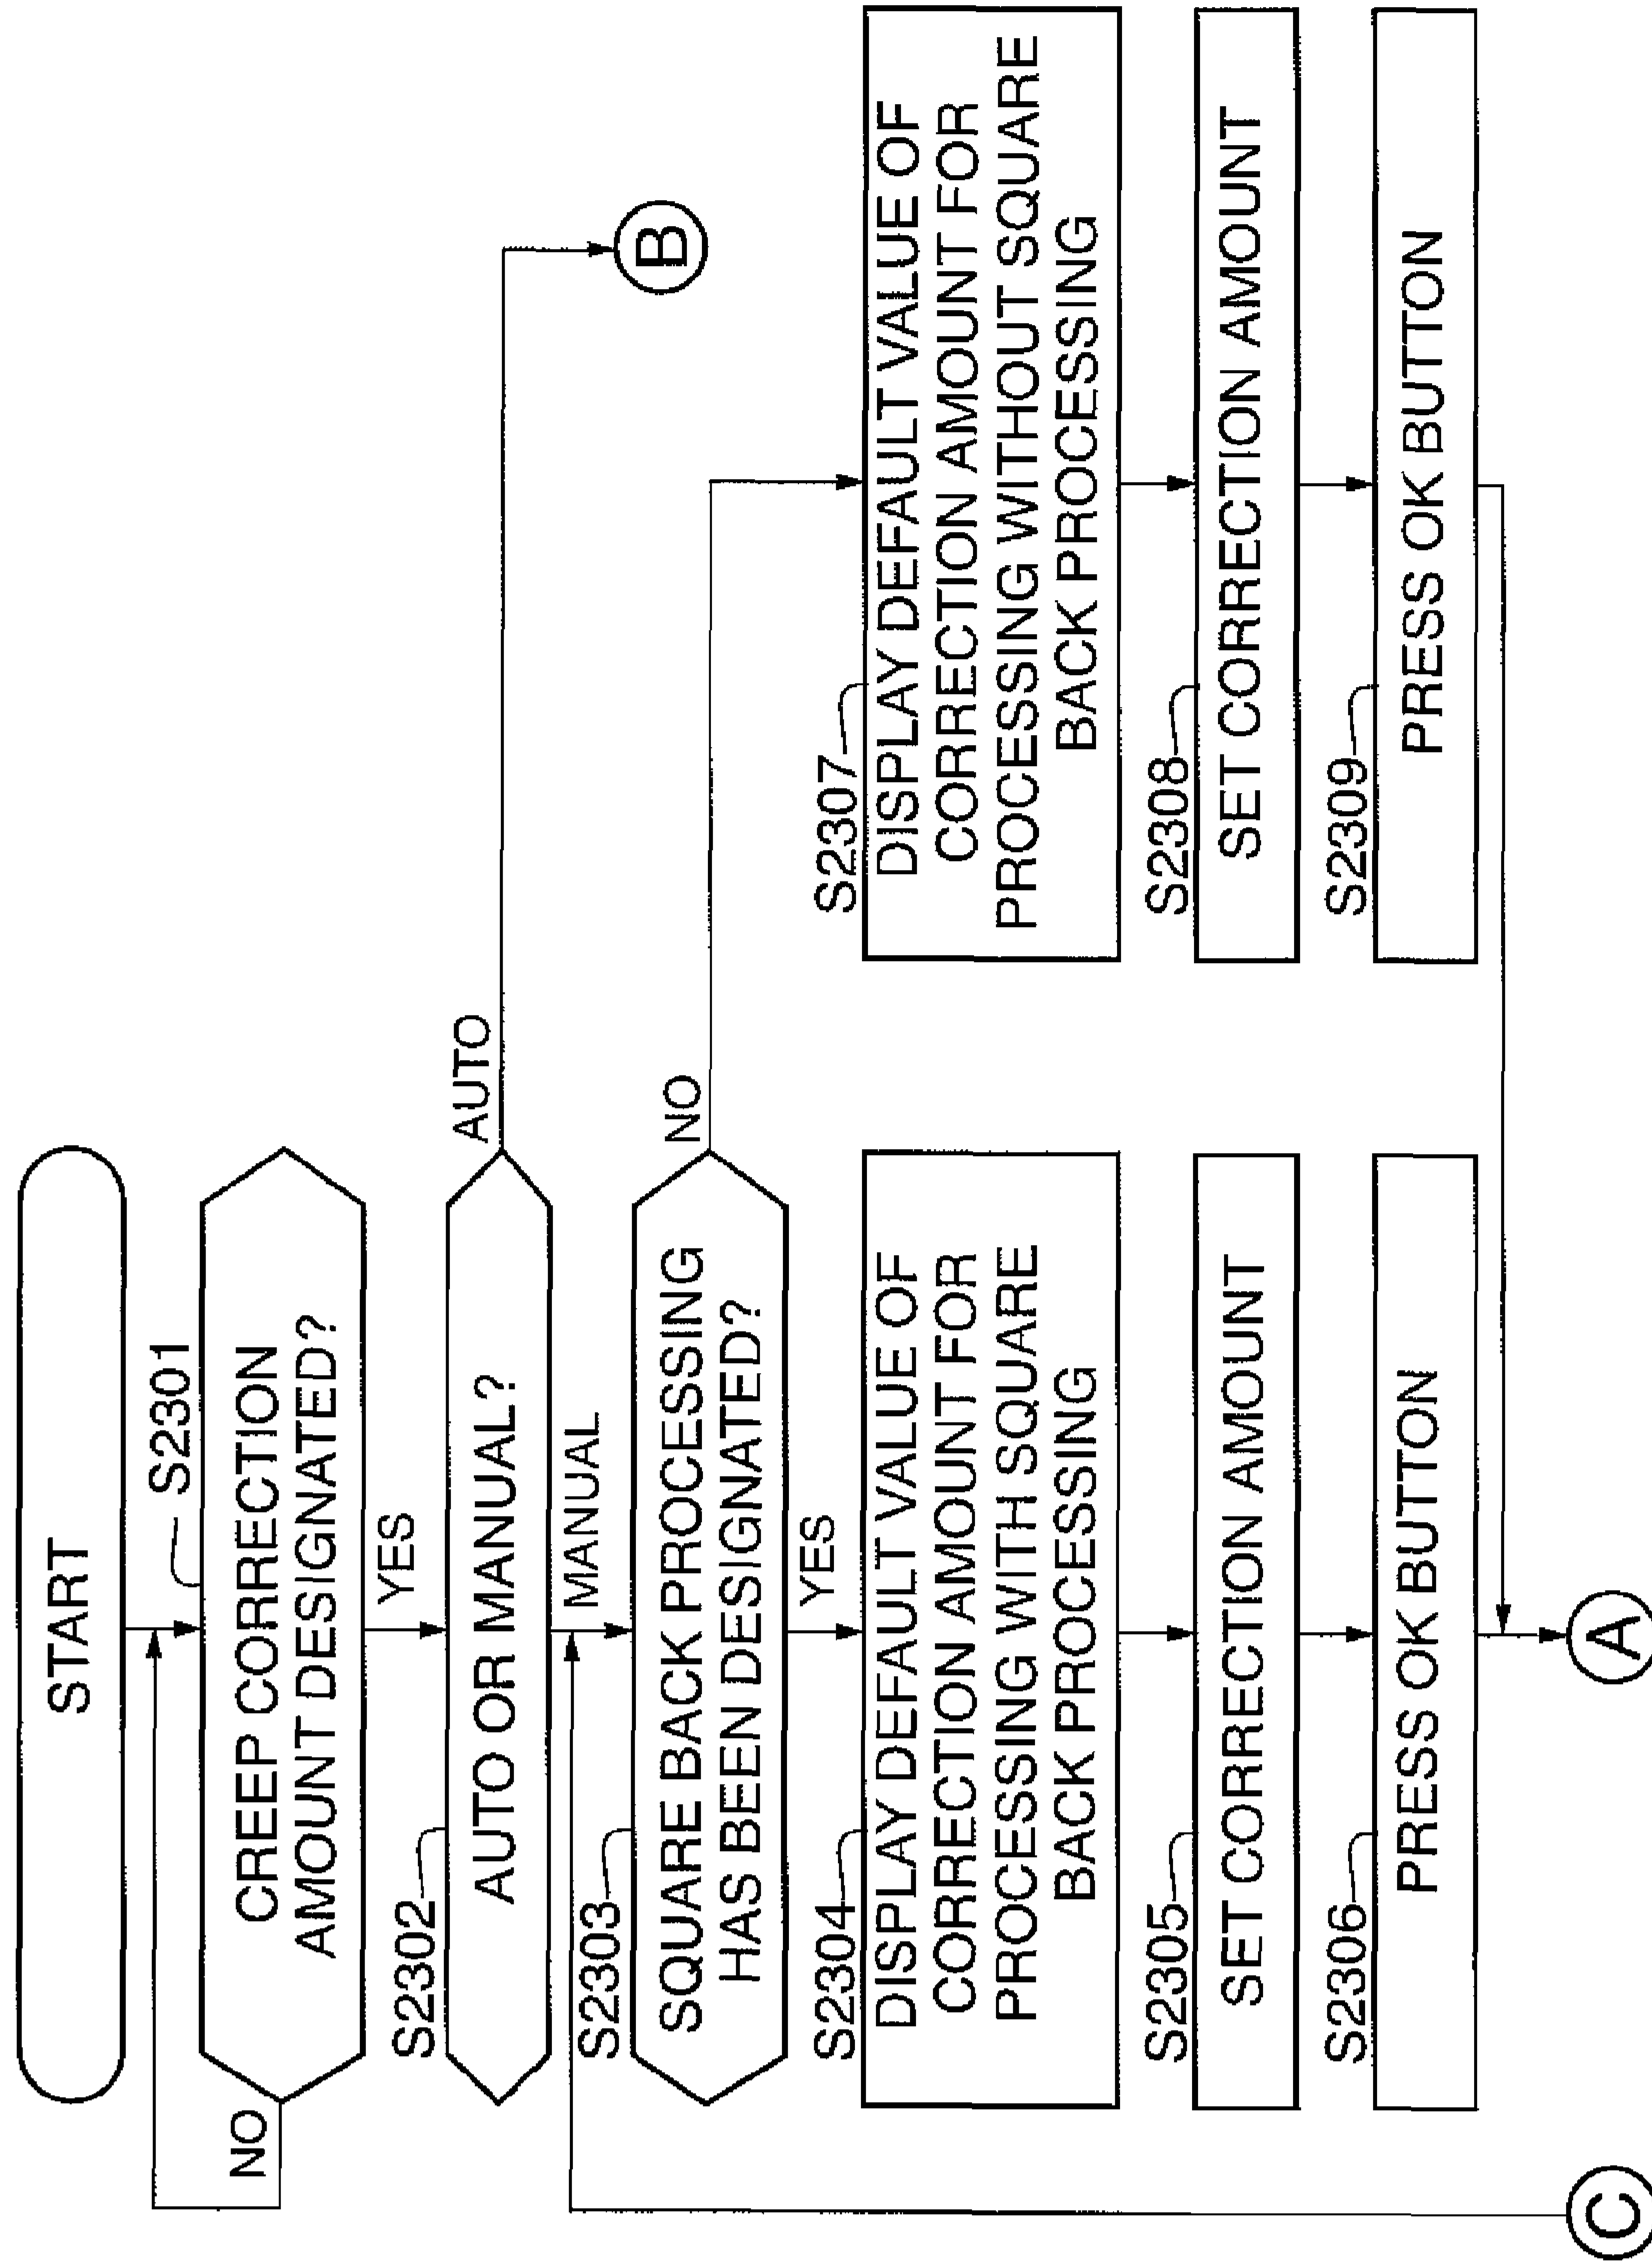 START
S2301
CREEP CORRECTION
AMOUNT DESIGNATED?
NO
YES
S2302
AUTO OR MANUAL?
AUTO
MANUAL
B
S2303
SQUARE BACK PROCESSING
HAS BEEN DESIGNATED?
NO
YES
S2304
DISPLAY DEFAULT VALUE OF
CORRECTION AMOUNT FOR
PROCESSING WITH SQUARE
BACK PROCESSING
S2307
DISPLAY DEFAULT VALUE OF
CORRECTION AMOUNT FOR
PROCESSING WITHOUT SQUARE
BACK PROCESSING
S2305
SET CORRECTION AMOUNT
S2308
SET CORRECTION AMOUNT
S2306
PRESS OK BUTTON
S2309
PRESS OK BUTTON
C
A